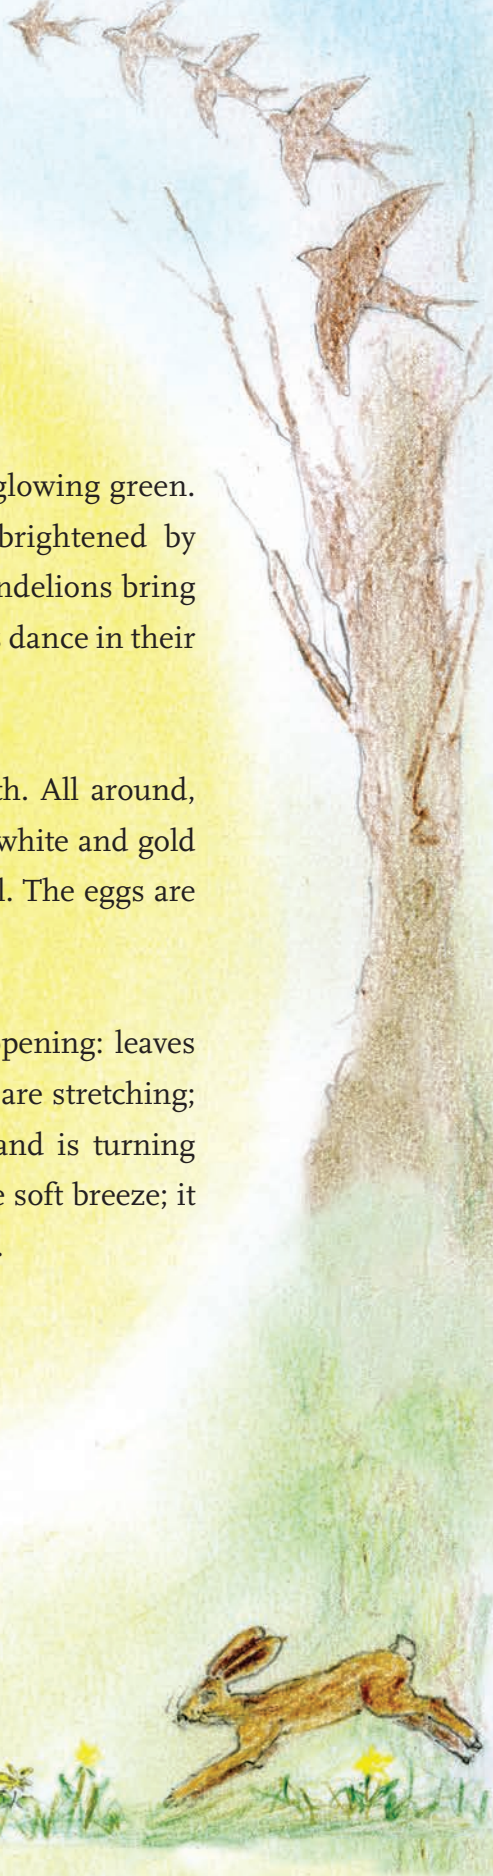 glowing green.
brightened by
ndelions bring
dance in their
th. All around,
white and gold
l. The eggs are
pening: leaves
are stretching;
and is turning
e soft breeze; it
.